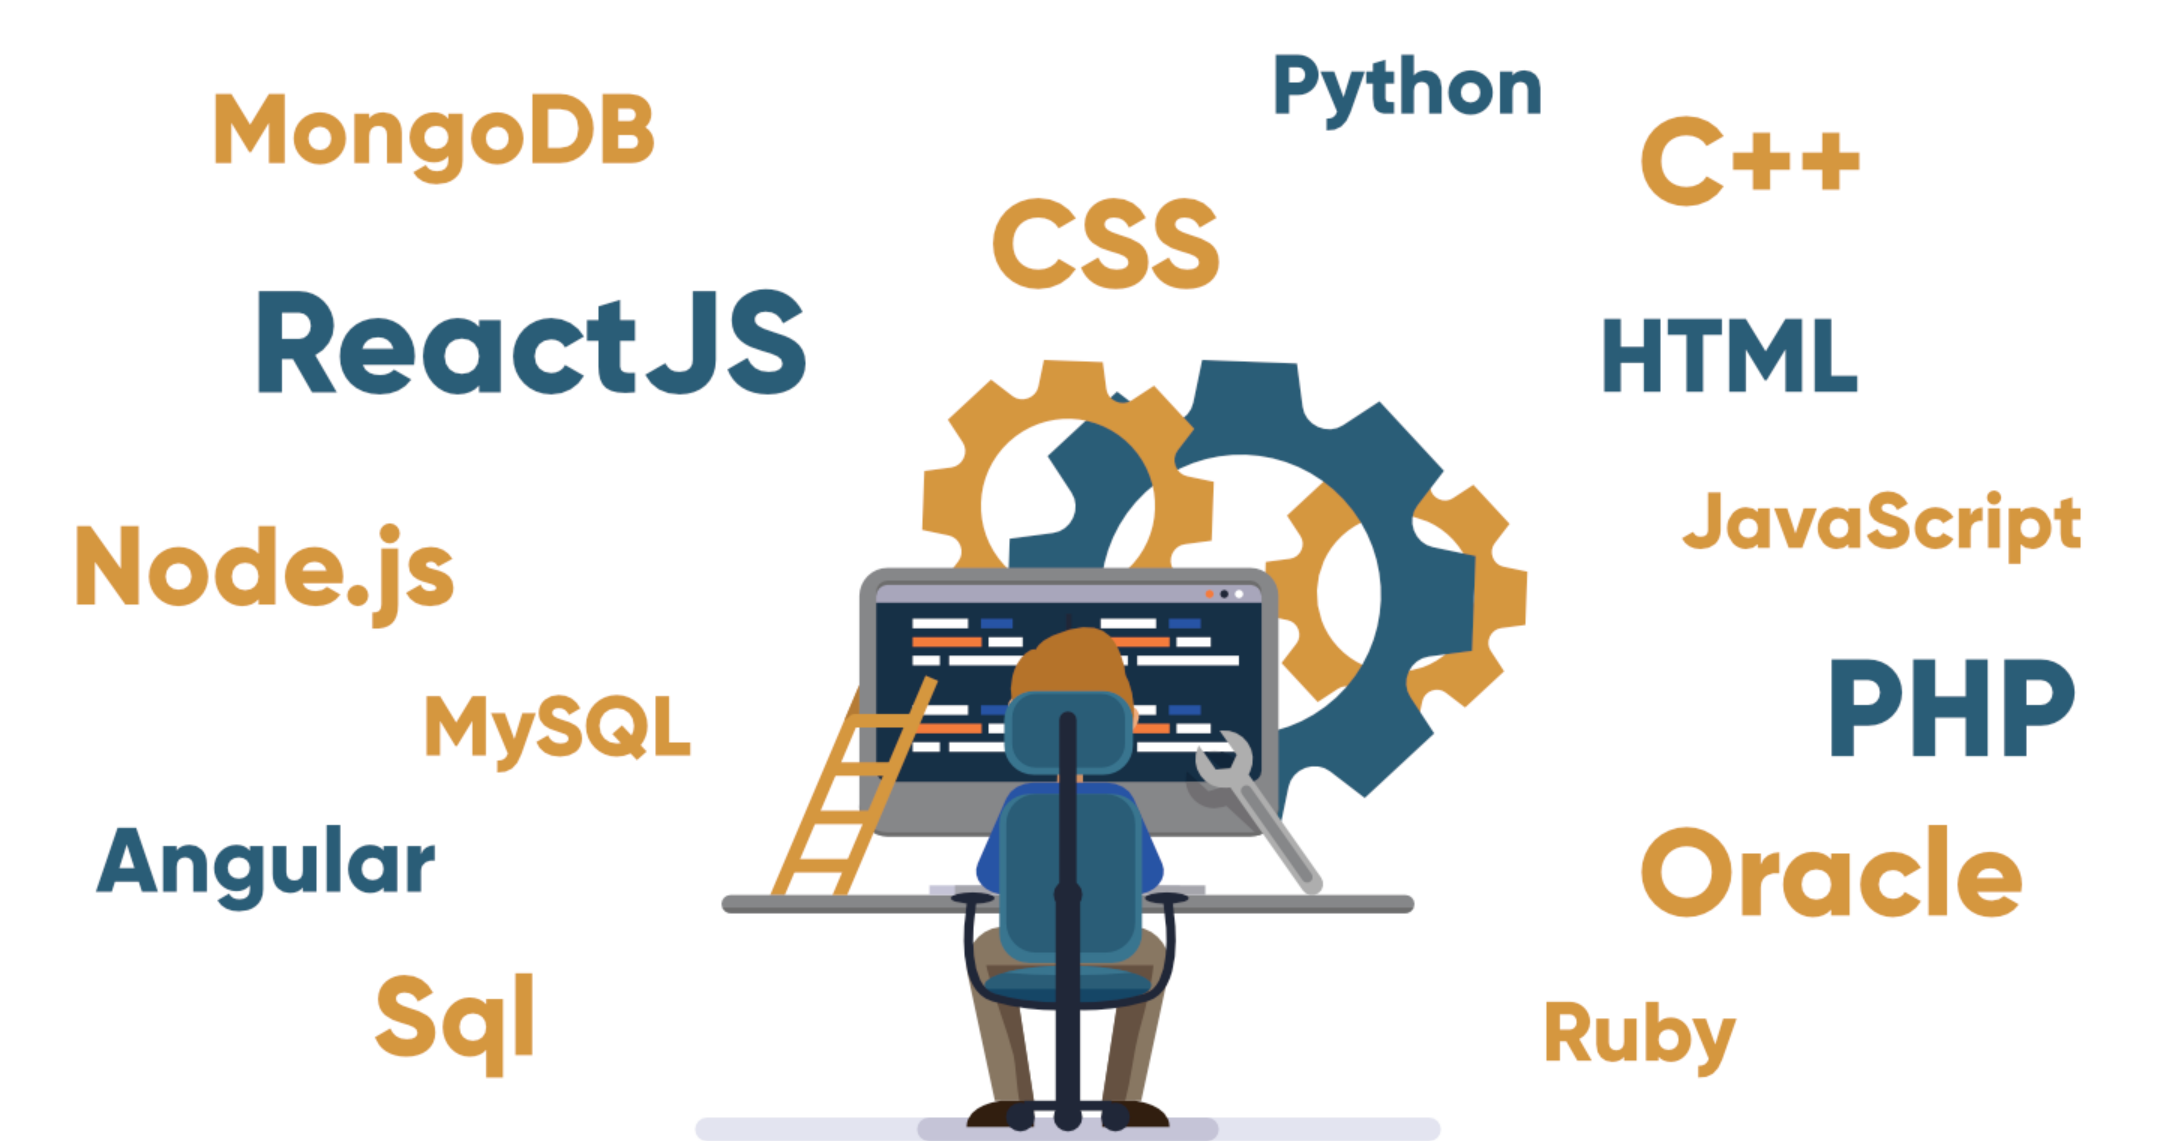 MongoDB
ReactJS
Node.js
MySQL
Angular
Sql
CSS
Python
C++
HTML
JavaScript
PHP
Oracle
Ruby